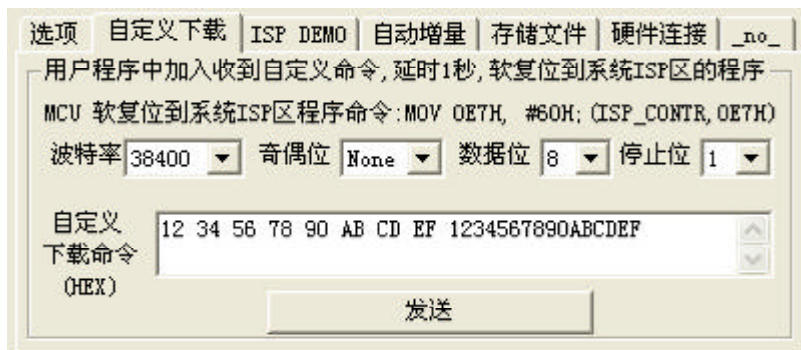 选项 自定义下载 ISP DEMO 自动增量 存储文件 硬件连接 _no_
用户程序中加入收到自定义命令,延时1秒,软复位到系统ISP区的程序
MCU 软复位到系统ISP区程序命令:MOV 0E7H, #60H; (ISP_CONTR,0E7H)
波特率 38400 奇偶位 None 数据位 8 停止位 1
自定义
下载命令
(HEX)
12 34 56 78 90 AB CD EF 1234567890ABCDEF
发送